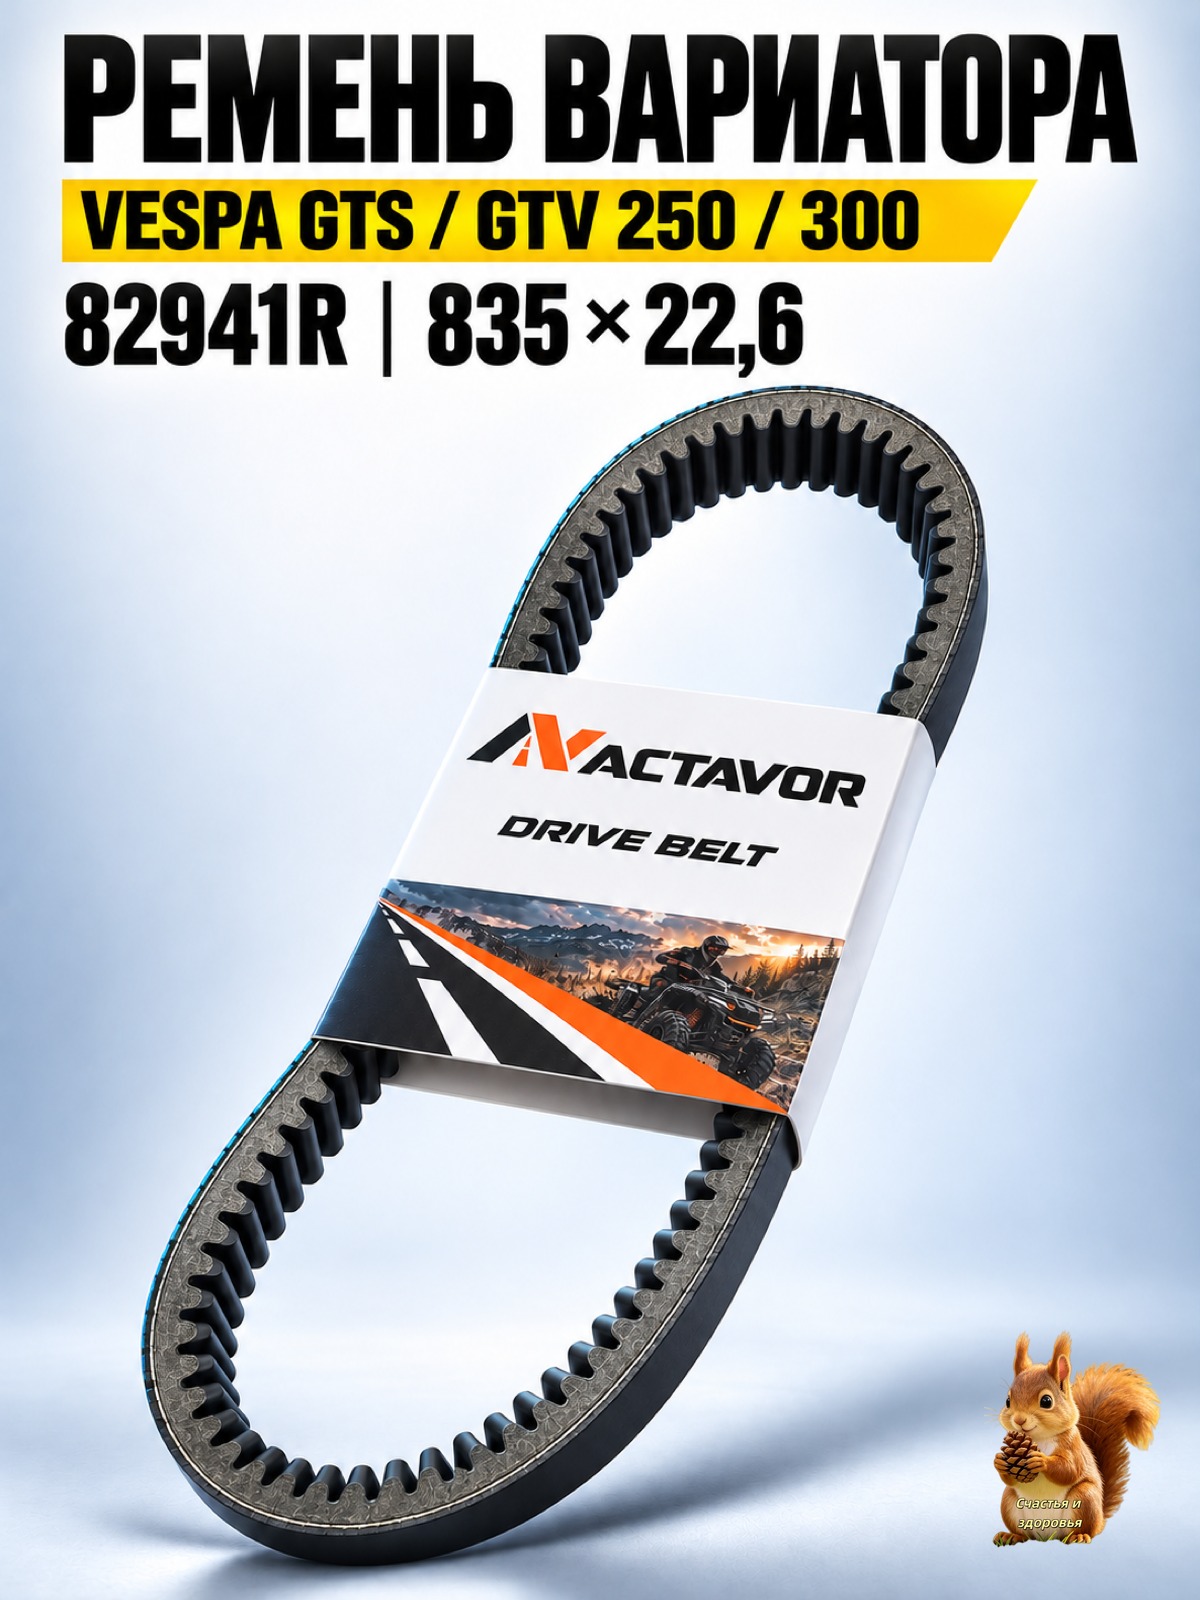 РЕМЕНЬ ВАРИАТОРА
VESPA GTS / GTV 250 / 300
82941R | 835 × 22,6
ACTAVOR
DRIVE BELT
Счастья и
здоровья